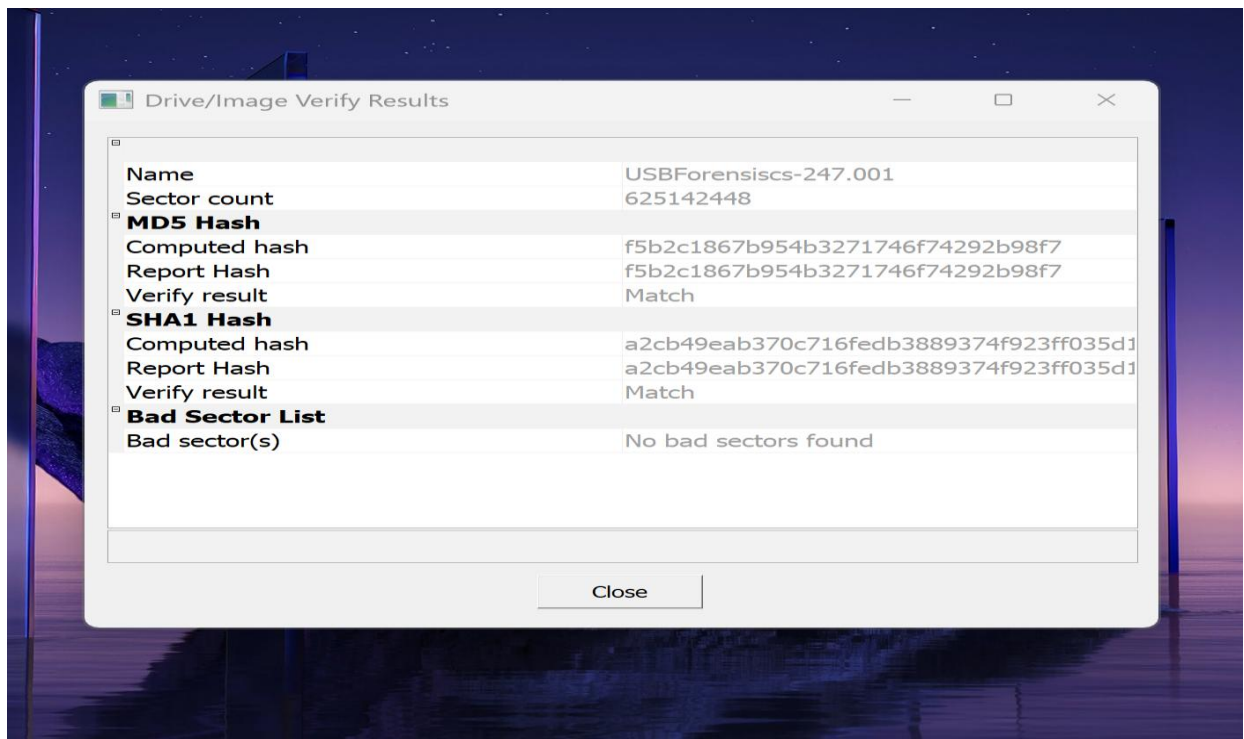 Drive/Image Verify Results
Name USBForensiscs-247.001
Sector count 625142448
MD5 Hash
Computed hash f5b2c1867b954b3271746f74292b98f7
Report Hash f5b2c1867b954b3271746f74292b98f7
Verify result Match
SHA1 Hash
Computed hash a2cb49eab370c716fedb3889374f923ff035d1
Report Hash a2cb49eab370c716fedb3889374f923ff035d1
Verify result Match
Bad Sector List
Bad sector(s) No bad sectors found
Close